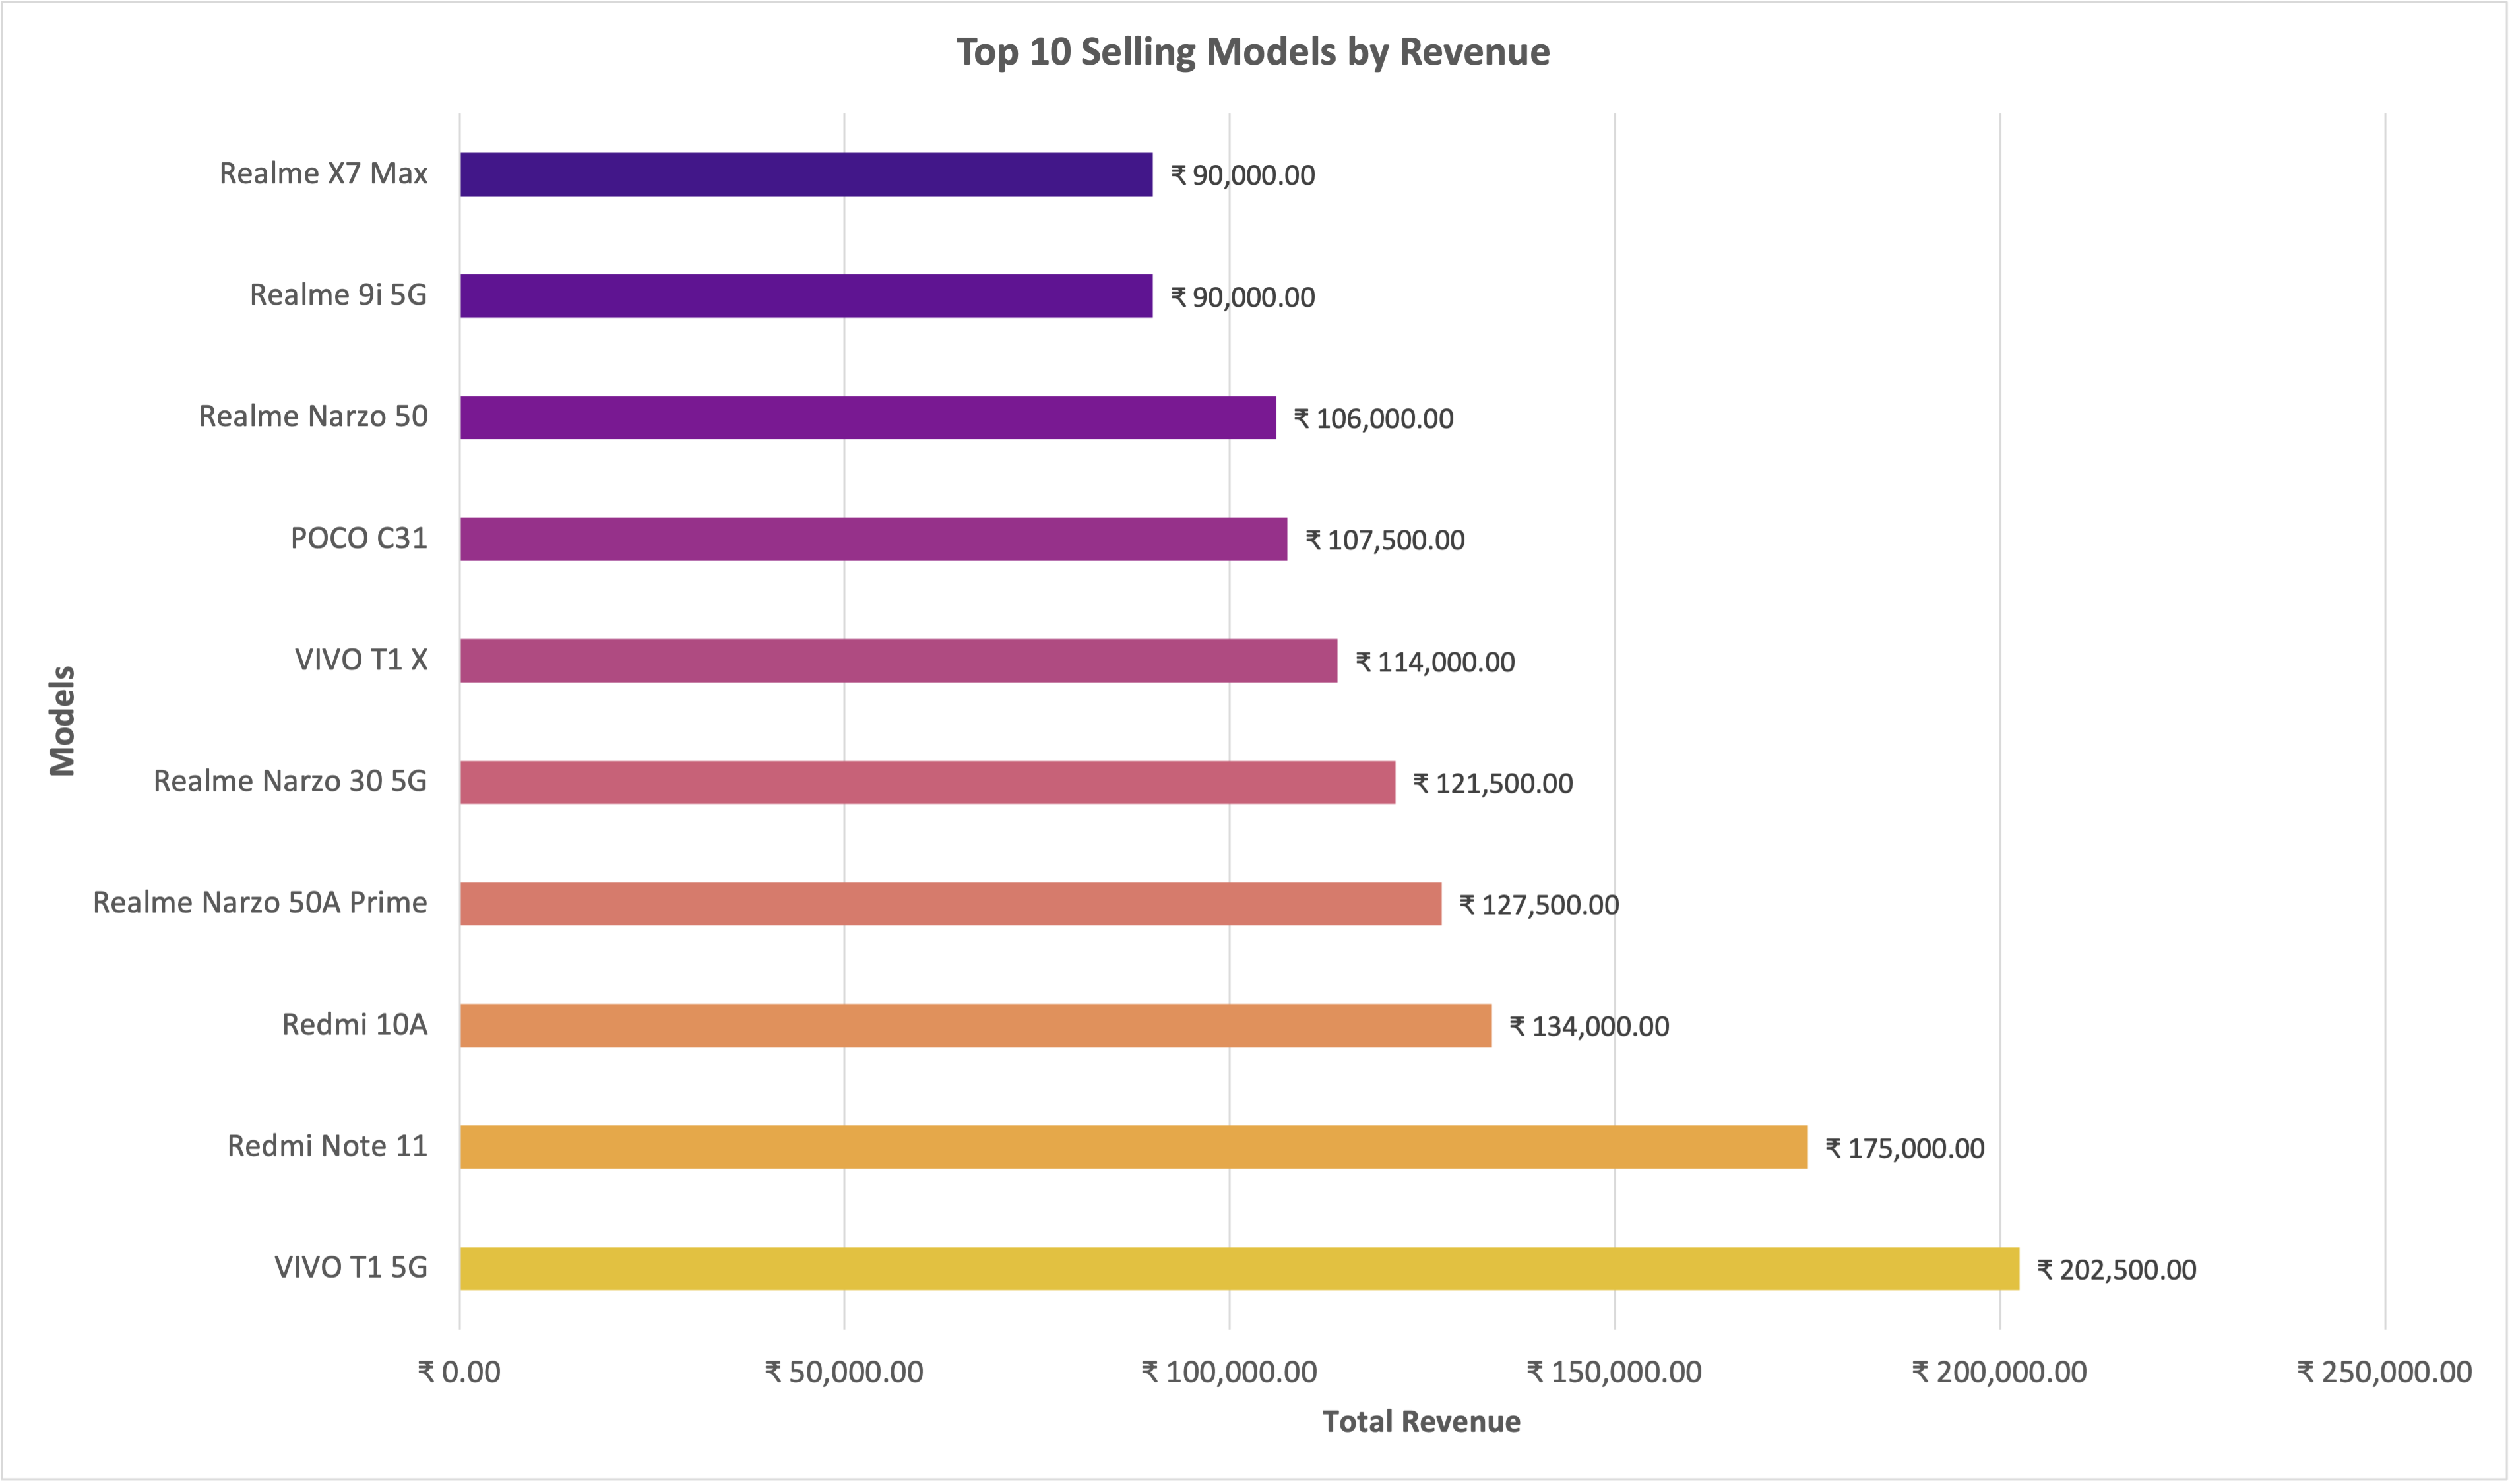 Top 10 Selling Models by Revenue
Realme X7 Max
₹ 90,000.00
Realme 9i 5G
₹ 90,000.00
Realme Narzo 50
₹ 106,000.00
POCO C31
₹ 107,500.00
VIVO T1 X
₹ 114,000.00
Models
Realme Narzo 30 5G
₹ 121,500.00
Realme Narzo 50A Prime
₹ 127,500.00
Redmi 10A
₹ 134,000.00
Redmi Note 11
₹ 175,000.00
VIVO T1 5G
₹ 202,500.00
₹ 0.00
₹ 50,000.00
₹ 100,000.00
₹ 150,000.00
₹ 200,000.00
₹ 250,000.00
Total Revenue